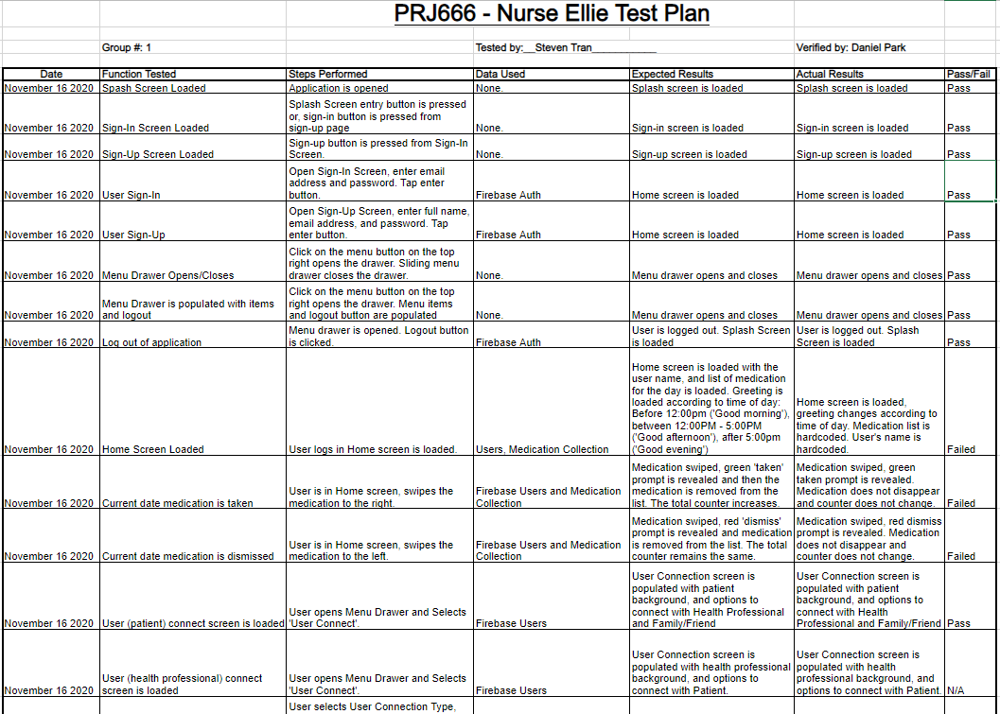 PRJ666 - Nurse Ellie Test Plan
Group #: 1 Tested by:__Steven Tran____________ Verified by: Daniel Park
Date Function Tested Steps Performed Data Used Expected Results Actual Results Pass/Fail
November 16 2020 Spash Screen Loaded Application is opened None. Splash screen is loaded Splash screen is loaded Pass
Splash Screen entry button is pressed
or, sign-in button is pressed from
November 16 2020 Sign-In Screen Loaded sign-up page None. Sign-in screen is loaded Sign-in screen is loaded Pass
Sign-up button is pressed from Sign-In
November 16 2020 Sign-Up Screen Loaded Screen. None. Sign-up screen is loaded Sign-up screen is loaded Pass
Open Sign-In Screen, enter email
address and password. Tap enter
November 16 2020 User Sign-In button. Firebase Auth Home screen is loaded Home screen is loaded Pass
Open Sign-Up Screen, enter full name,
email address, and password. Tap
November 16 2020 User Sign-Up enter button. Firebase Auth Home screen is loaded Home screen is loaded Pass
Click on the menu button on the top
right opens the drawer. Sliding menu
November 16 2020 Menu Drawer Opens/Closes drawer closes the drawer. None. Menu drawer opens and closes Menu drawer opens and closes Pass
Click on the menu button on the top
Menu Drawer is populated with items right opens the drawer. Menu items
November 16 2020 and logout and logout button are populated None. Menu drawer opens and closes Menu drawer opens and closes Pass
Menu drawer is opened. Logout button User is logged out. Splash Screen User is logged out. Splash
November 16 2020 Log out of application is clicked. Firebase Auth is loaded Screen is loaded Pass
Home screen is loaded with the
user name, and list of medication
for the day is loaded. Greeting is
loaded according to time of day: Home screen is loaded,
Before 12:00pm ('Good morning'), greeting changes according to
between 12:00PM - 5:00PM time of day. Medication list is
('Good afternoon'), after 5:00pm hardcoded. User's name is
November 16 2020 Home Screen Loaded User logs in Home screen is loaded. Users, Medication Collection ('Good evening') hardcoded. Failed
Medication swiped, green 'taken' Medication swiped, green
prompt is revealed and then the taken prompt is revealed.
User is in Home screen, swipes the Firebase Users and Medication medication is removed from the Medication does not disappear
November 16 2020 Current date medication is taken medication to the right. Collection list. The total counter increases. and counter does not change. Failed
Medication swiped, red 'dismiss' Medication swiped, red dismiss
prompt is revealed and medication prompt is revealed. Medication
User is in Home screen, swipes the Firebase Users and Medication is removed from the list. The total does not disappear and
November 16 2020 Current date medication is dismissed medication to the left. Collection counter remains the same. counter does not change. Failed
User Connection screen is User Connection screen is
populated with patient populated with patient
background, and options to background, and options to
User opens Menu Drawer and Selects connect with Health Professional connect with Health
November 16 2020 User (patient) connect screen is loaded 'User Connect'. Firebase Users and Family/Friend Professional and Family/Friend Pass
User Connection screen is User Connection screen is
populated with health professional populated with health
User (health professional) connect User opens Menu Drawer and Selects background, and options to professional background, and
November 16 2020 screen is loaded 'User Connect'. Firebase Users connect with Patient. options to connect with Patient. N/A
User selects User Connection Type,